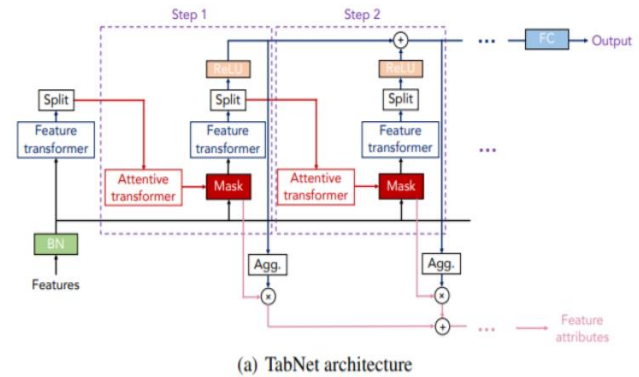 Step 1
Step 2
FC
Output
ReLU
ReLU
Split
Split
Split
Feature
transformer
Feature
transformer
Feature
transformer
Attentive
transformer
Mask
Attentive
transformer
Mask
BN
Features
Agg.
Agg.
Feature
attributes
(a) TabNet architecture